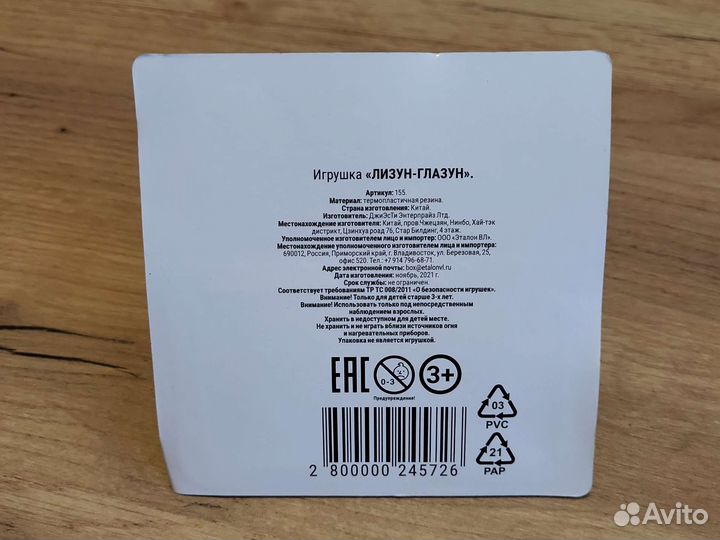 Игрушка «ЛИЗУН-ГЛАЗУН».
Артикул: 155.
Материал: термопластичная резина.
Страна изготовления: Китай.
Изготовитель: ДжиЭсТи Энтерпрайз Лтд.
Местонахождение изготовителя: Китай, пров.Чжецзян, Нинбо, Хай-тэк
дистрикт, Цзинхуа роад 76, Стар Билдинг, 4 этаж.
Уполномоченное изготовителем лицо и импортер: ООО «Эталон ВЛ».
Местонахождение уполномоченного изготовителем лица и импортера:
690012, Россия, Приморский край, г. Владивосток, ул. Березовая, 25,
офис 520. Тел.: +7 914 796-68-71.
Адрес электронной почты: box@etalonvl.ru
Дата изготовления: ноябрь, 2021 г.
Срок службы: не ограничен.
Соответствует требованиям ТР ТС 008/2011 «О безопасности игрушек».
Внимание! Только для детей старше 3-х лет.
Внимание! Использовать только под непосредственным
наблюдением взрослых.
Хранить в недоступном для детей месте.
Не хранить и не играть вблизи источников огня
и нагревательных приборов.
Упаковка не является игрушкой.
EAC 0-3 3+
Предупреждение!
03
PVC
21
PAP
2 800000 245726
Avito